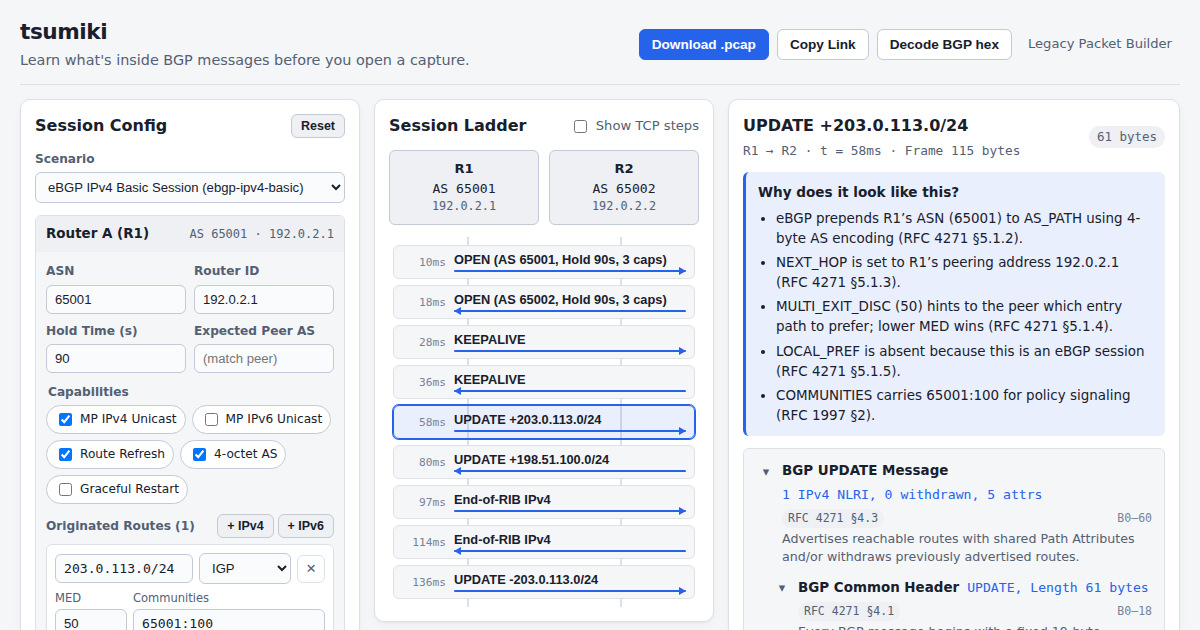 tsumiki
Learn what's inside BGP messages before you open a capture.
Download .pcap
Copy Link
Decode BGP hex
Legacy Packet Builder
Session Config
Reset
Scenario
eBGP IPv4 Basic Session (ebgp-ipv4-basic)
Router A (R1)
AS 65001 · 192.0.2.1
ASN
Router ID
65001
192.0.2.1
Hold Time (s)
Expected Peer AS
90
(match peer)
Capabilities
MP IPv4 Unicast
MP IPv6 Unicast
Route Refresh
4-octet AS
Graceful Restart
Originated Routes (1)
+ IPv4
+ IPv6
203.0.113.0/24
IGP
✕
MED
Communities
50
65001:100
Session Ladder
Show TCP steps
R1
AS 65001
192.0.2.1
R2
AS 65002
192.0.2.2
10ms OPEN (AS 65001, Hold 90s, 3 caps)
18ms OPEN (AS 65002, Hold 90s, 3 caps)
28ms KEEPALIVE
36ms KEEPALIVE
58ms UPDATE +203.0.113.0/24
80ms UPDATE +198.51.100.0/24
97ms End-of-RIB IPv4
114ms End-of-RIB IPv4
136ms UPDATE -203.0.113.0/24
UPDATE +203.0.113.0/24
61 bytes
R1 → R2 · t = 58ms · Frame 115 bytes
Why does it look like this?
• eBGP prepends R1's ASN (65001) to AS_PATH using 4-
byte AS encoding (RFC 4271 §5.1.2).
• NEXT_HOP is set to R1's peering address 192.0.2.1
(RFC 4271 §5.1.3).
• MULTI_EXIT_DISC (50) hints to the peer which entry
path to prefer; lower MED wins (RFC 4271 §5.1.4).
• LOCAL_PREF is absent because this is an eBGP session
(RFC 4271 §5.1.5).
• COMMUNITIES carries 65001:100 for policy signaling
(RFC 1997 §2).
▾ BGP UPDATE Message
1 IPv4 NLRI, 0 withdrawn, 5 attrs
RFC 4271 §4.3
B0–60
Advertises reachable routes with shared Path Attributes
and/or withdraws previously advertised routes.
▾ BGP Common Header UPDATE, Length 61 bytes
RFC 4271 §4.1
B0–18
Every BGP message begins with a fixed 19-byte